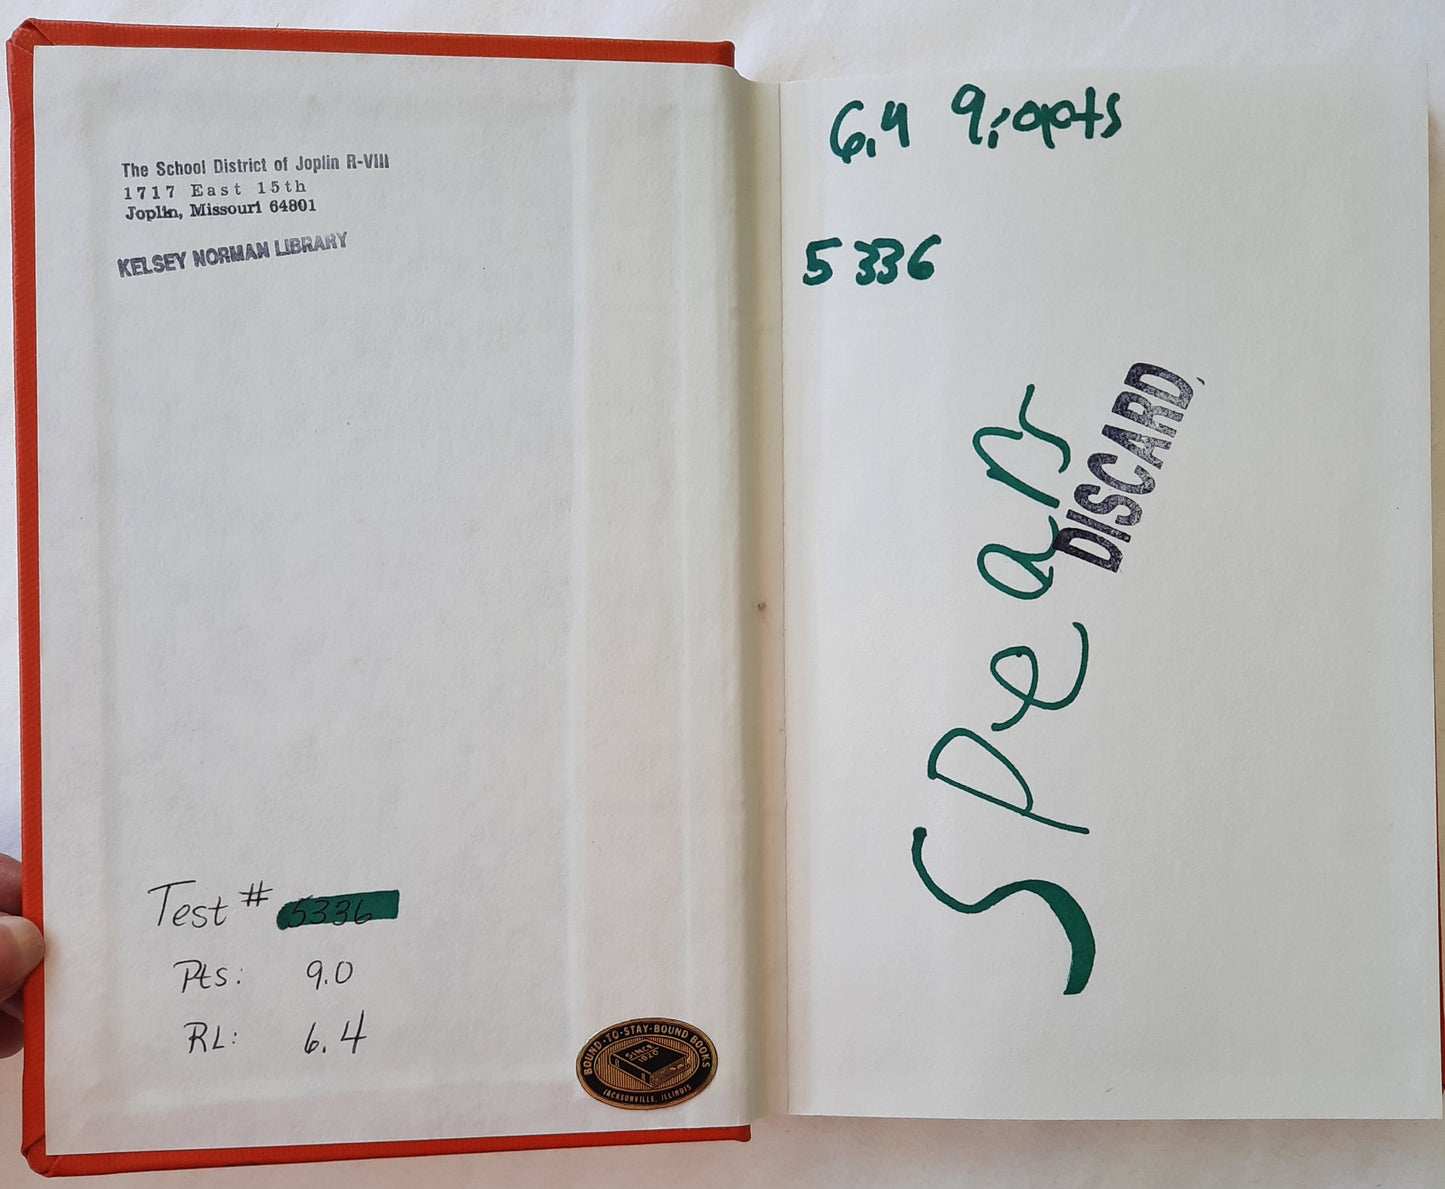 The School District of Joplin R-VIII
1717 East 15th
Joplin, Missouri 64801
KELSEY NORMAN LIBRARY
Test # 5336
Pts: 9.0
RL: 6.4
BOUND-TO-STAY-BOUND BOOKS
SINCE
1920
JACKSONVILLE, ILLINOIS
6.4 9.0pts
5336
Spears
DISCARD